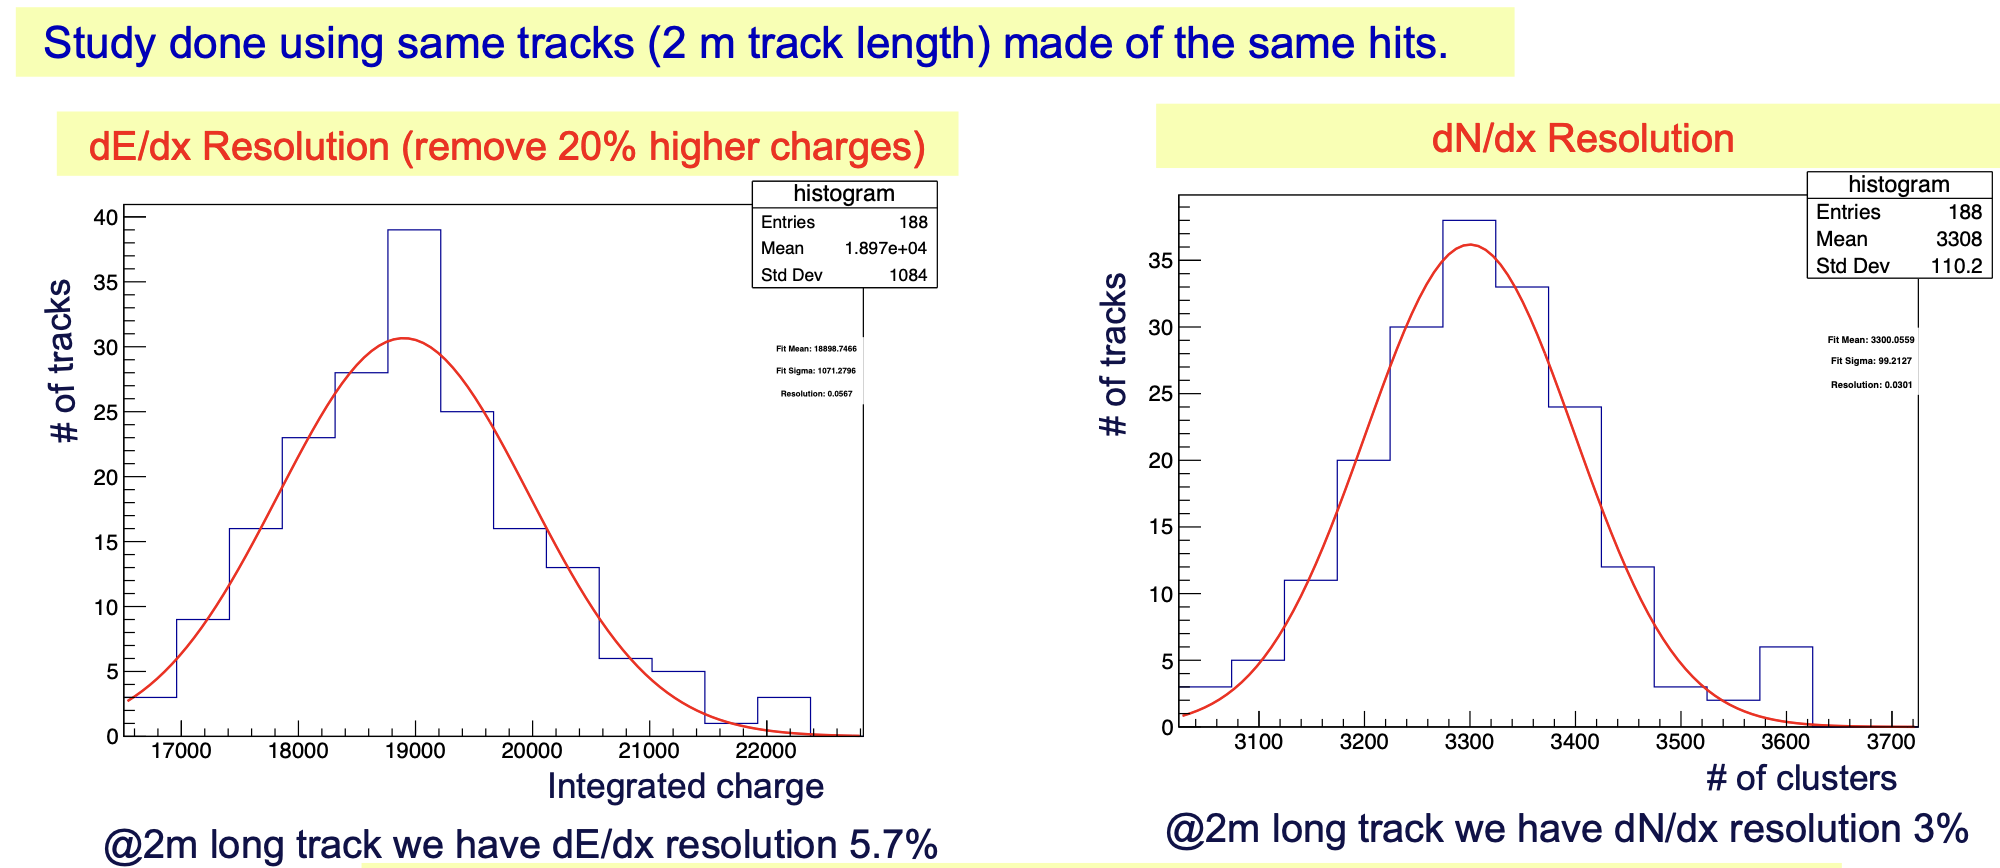 Study done using same tracks (2 m track length) made of the same hits.
dE/dx Resolution (remove 20% higher charges)
histogram
Entries 188
Mean 1.897e+04
Std Dev 1084
Fit Mean: 18898.7466
Fit Sigma: 1071.2796
Resolution: 0.0567
# of tracks
40
35
30
25
20
15
10
5
0
17000 18000 19000 20000 21000 22000
Integrated charge
@2m long track we have dE/dx resolution 5.7%
dN/dx Resolution
histogram
Entries 188
Mean 3308
Std Dev 110.2
Fit Mean: 3300.0559
Fit Sigma: 99.2127
Resolution: 0.0301
# of tracks
35
30
25
20
15
10
5
0
3100 3200 3300 3400 3500 3600 3700
# of clusters
@2m long track we have dN/dx resolution 3%